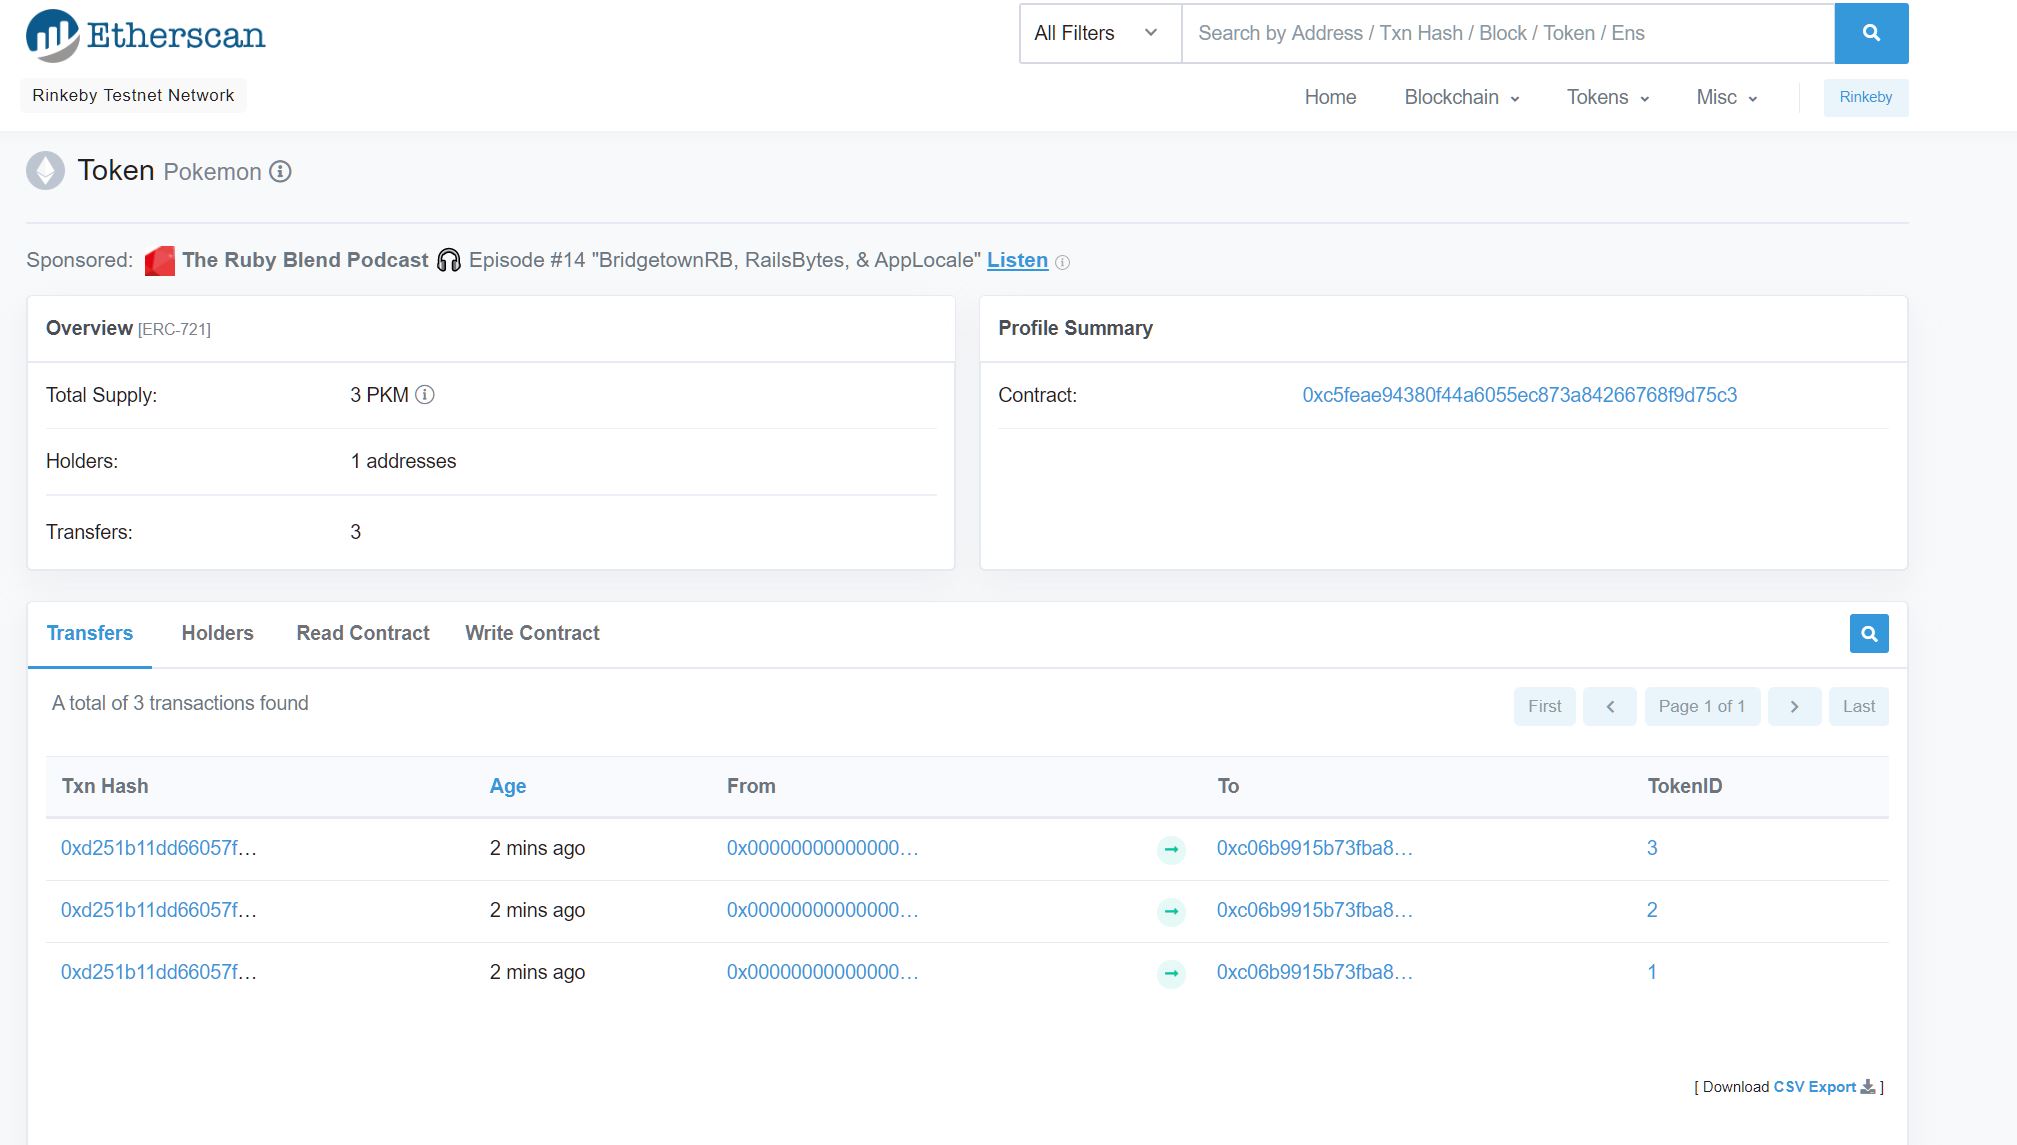 Etherscan
All Filters
Search by Address / Txn Hash / Block / Token / Ens
Rinkeby Testnet Network
Home Blockchain Tokens Misc Rinkeby
Token Pokemon
Sponsored: The Ruby Blend Podcast Episode #14 "BridgetownRB, RailsBytes, & AppLocale" Listen
Overview [ERC-721]
Total Supply: 3 PKM
Holders: 1 addresses
Transfers: 3
Profile Summary
Contract: 0xc5feae94380f44a6055ec873a84266768f9d75c3
Transfers Holders Read Contract Write Contract
A total of 3 transactions found
First Page 1 of 1 Last
Txn Hash Age From To TokenID
0xd251b11dd66057f... 2 mins ago 0x00000000000000... 0xc06b9915b73fba8... 3
0xd251b11dd66057f... 2 mins ago 0x00000000000000... 0xc06b9915b73fba8... 2
0xd251b11dd66057f... 2 mins ago 0x00000000000000... 0xc06b9915b73fba8... 1
[ Download CSV Export ]